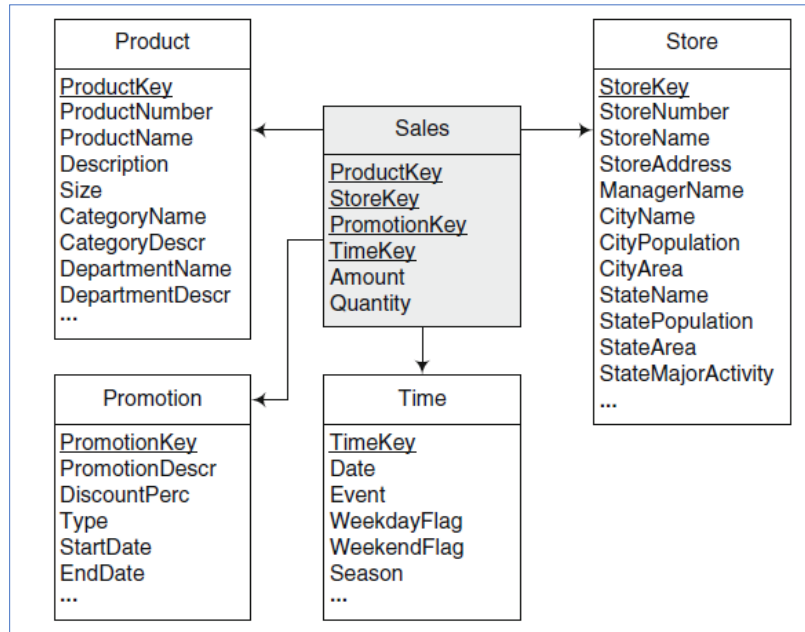 Product
ProductKey
ProductNumber
ProductName
Description
Size
CategoryName
CategoryDescr
DepartmentName
DepartmentDescr
...
Sales
ProductKey
StoreKey
PromotionKey
TimeKey
Amount
Quantity
Store
StoreKey
StoreNumber
StoreName
StoreAddress
ManagerName
CityName
CityPopulation
CityArea
StateName
StatePopulation
StateArea
StateMajorActivity
...
Promotion
PromotionKey
PromotionDescr
DiscountPerc
Type
StartDate
EndDate
...
Time
TimeKey
Date
Event
WeekdayFlag
WeekendFlag
Season
...